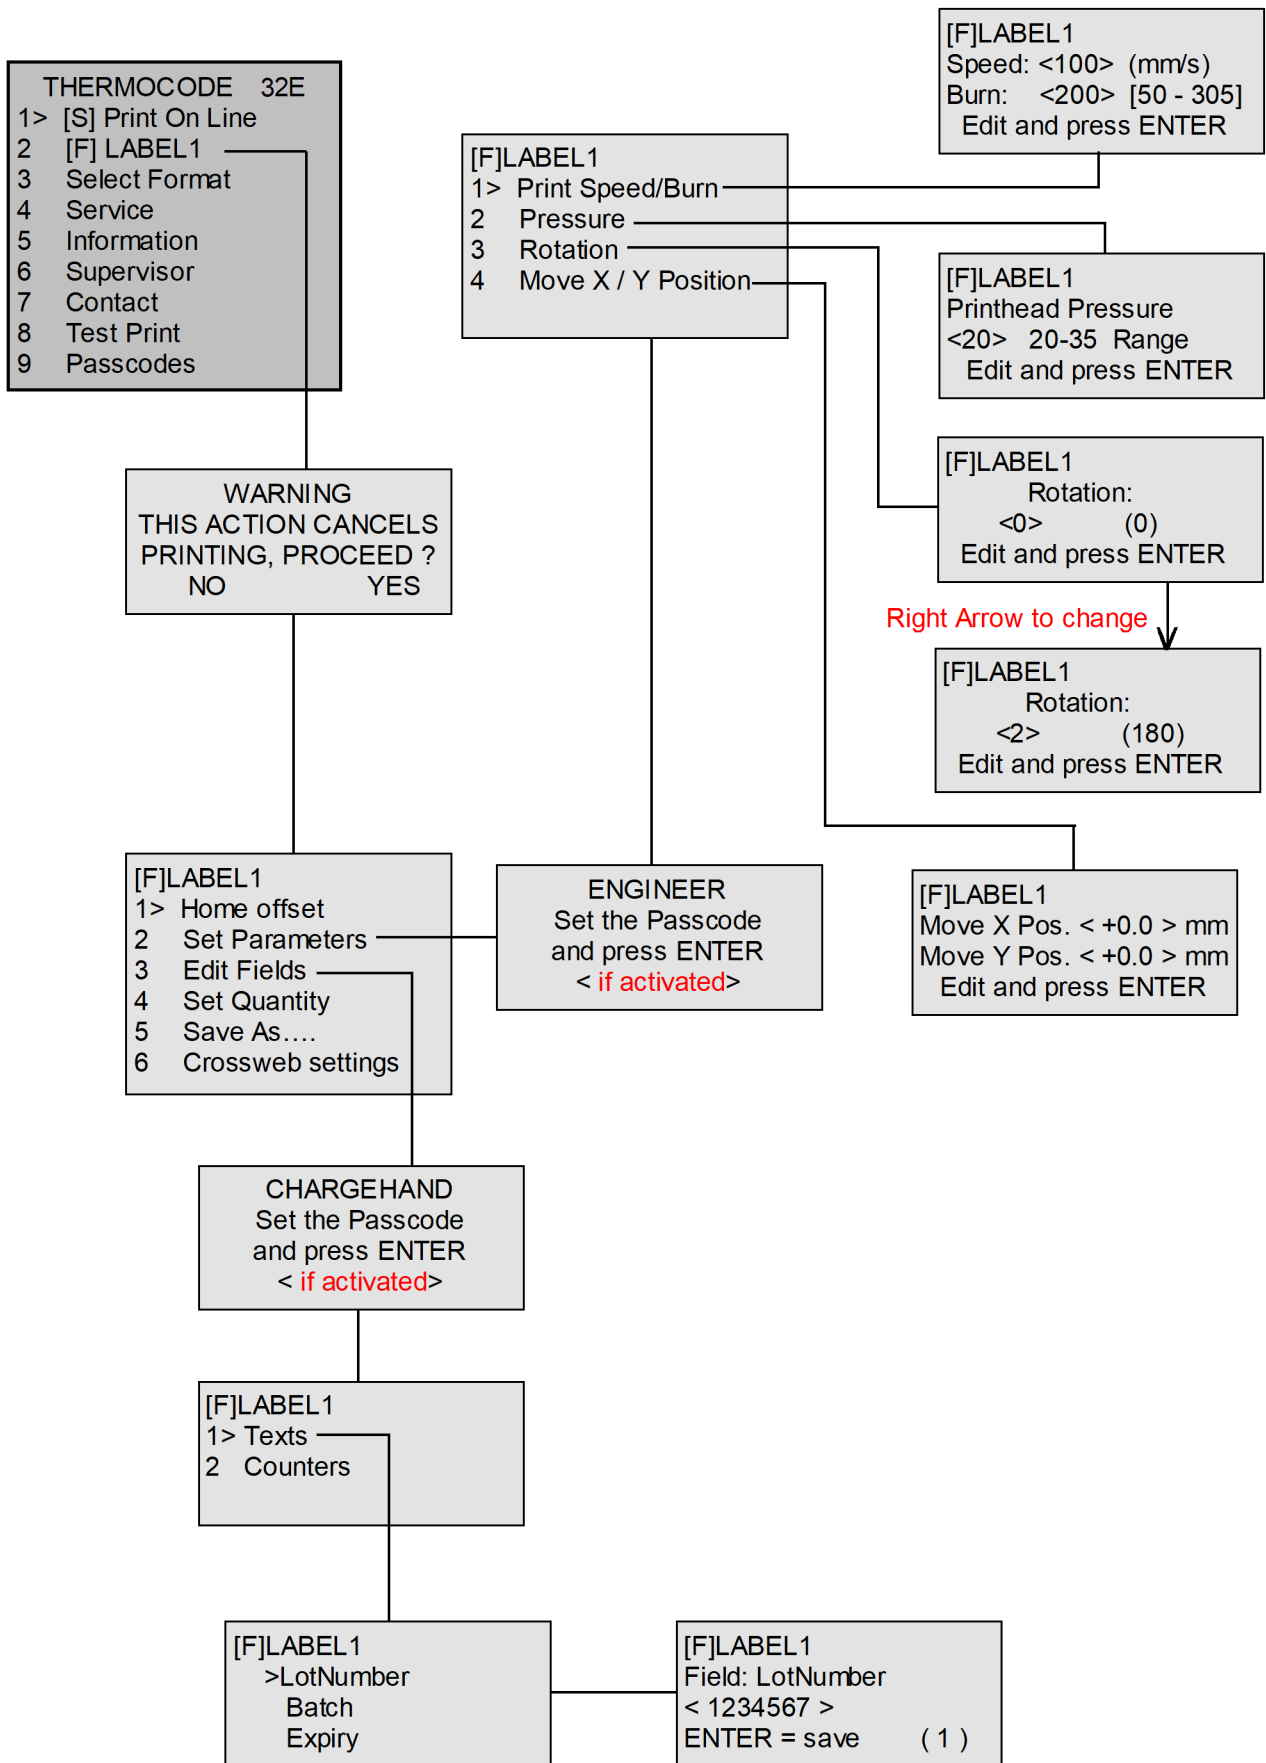 THERMOCODE 32E
1> [S] Print On Line
2 [F] LABEL1
3 Select Format
4 Service
5 Information
6 Supervisor
7 Contact
8 Test Print
9 Passcodes
WARNING
THIS ACTION CANCELS
PRINTING, PROCEED ?
NO YES
[F]LABEL1
1> Home offset
2 Set Parameters
3 Edit Fields
4 Set Quantity
5 Save As....
6 Crossweb settings
ENGINEER
Set the Passcode
and press ENTER
< if activated>
[F]LABEL1
1> Print Speed/Burn
2 Pressure
3 Rotation
4 Move X / Y Position
[F]LABEL1
Speed: <100> (mm/s)
Burn: <200> [50 - 305]
Edit and press ENTER
[F]LABEL1
Printhead Pressure
<20> 20-35 Range
Edit and press ENTER
[F]LABEL1
Rotation:
<0> (0)
Edit and press ENTER
Right Arrow to change
[F]LABEL1
Rotation:
<2> (180)
Edit and press ENTER
[F]LABEL1
Move X Pos. < +0.0 > mm
Move Y Pos. < +0.0 > mm
Edit and press ENTER
CHARGEHAND
Set the Passcode
and press ENTER
< if activated>
[F]LABEL1
1> Texts
2 Counters
[F]LABEL1
>LotNumber
Batch
Expiry
[F]LABEL1
Field: LotNumber
< 1234567 >
ENTER = save ( 1 )